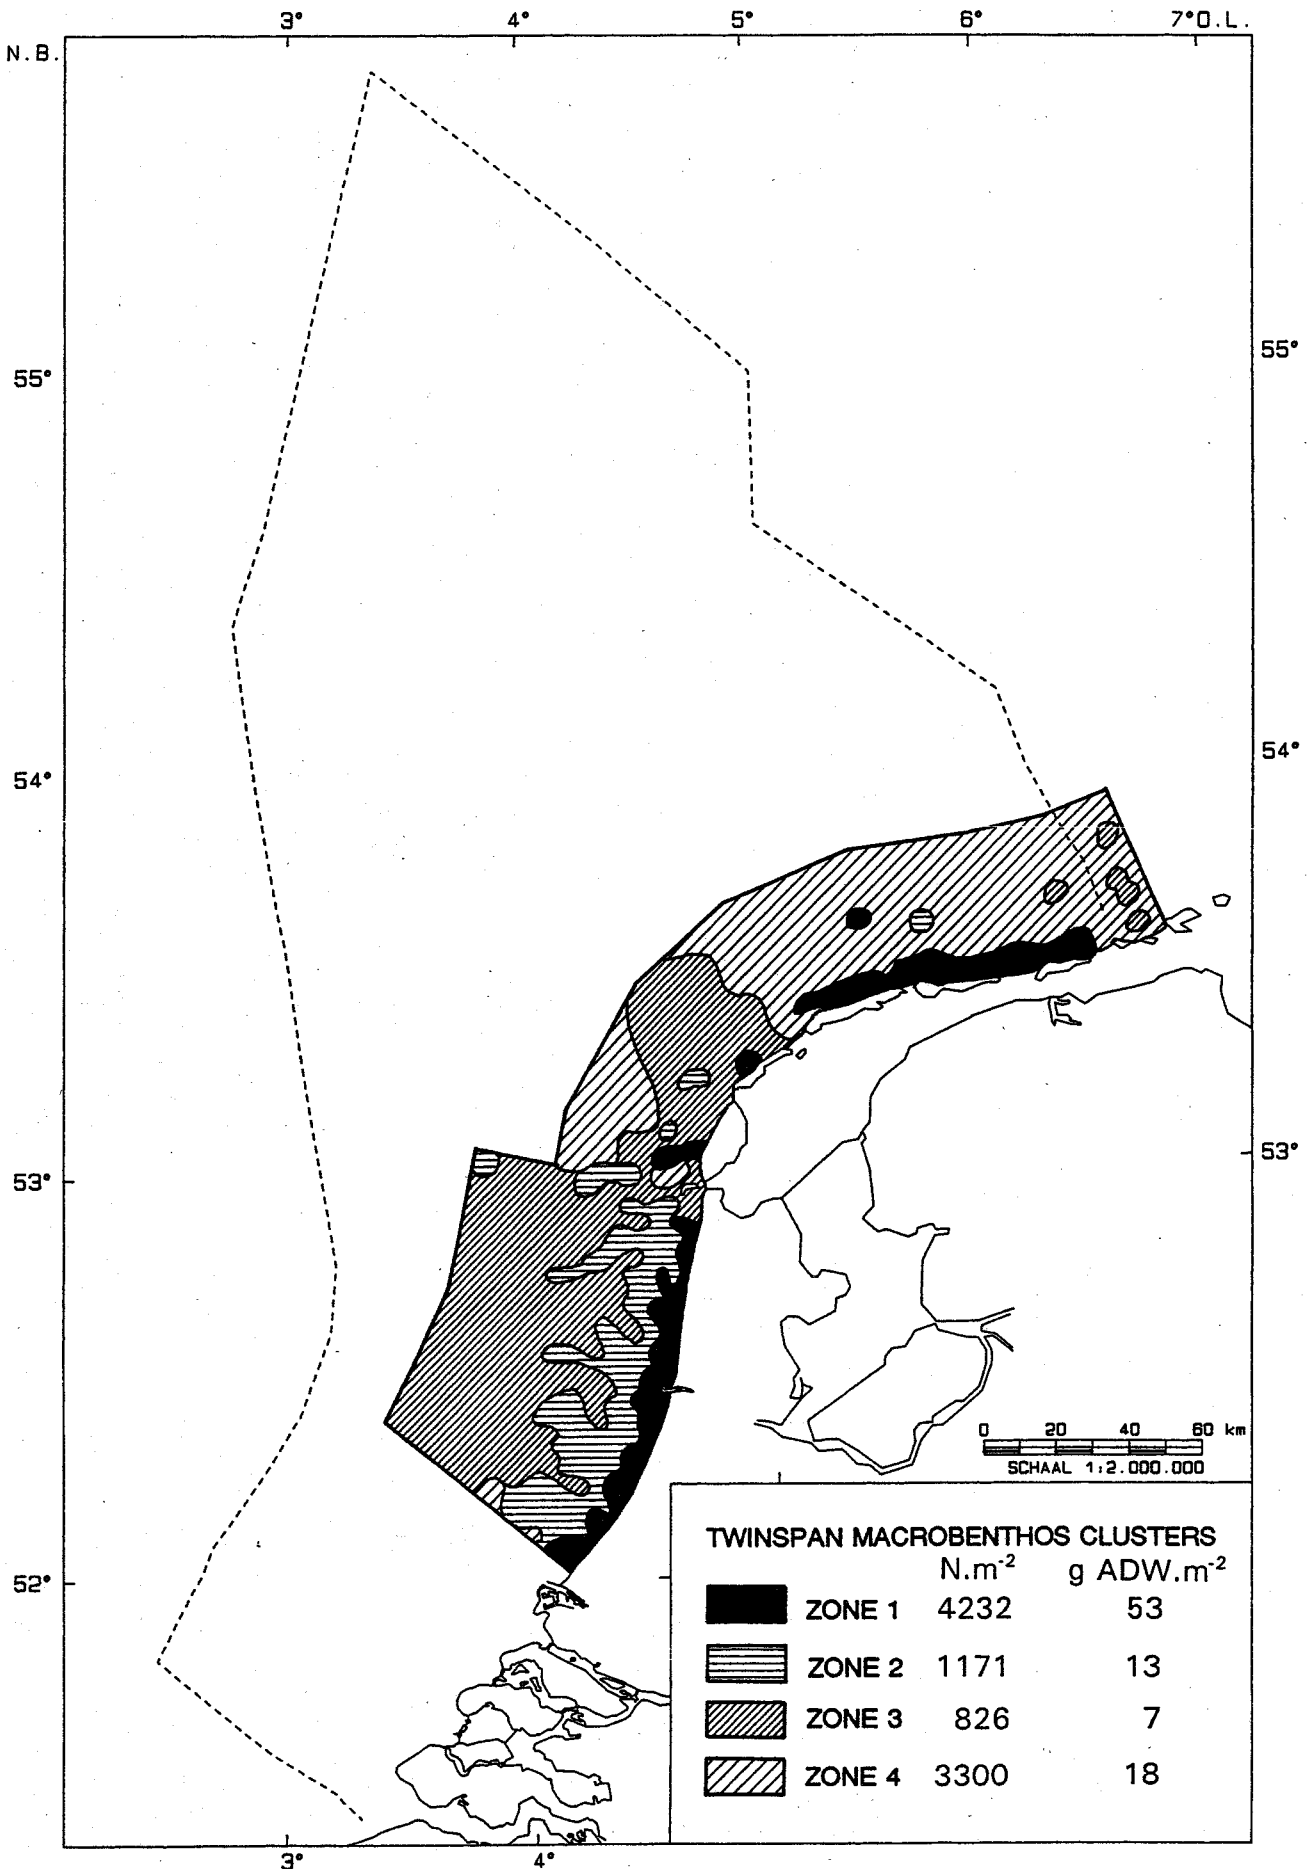 3° 4° 5° 6° 7°O.L.
N.B.
55°
55°
54°
54°
53°
53°
0 20 40 60 km
SCHAAL 1:2.000.000
TWINSPAN MACROBENTHOS CLUSTERS
N.m-2 g ADW.m-2
ZONE 1 4232 53
52°
ZONE 2 1171 13
ZONE 3 826 7
ZONE 4 3300 18
3° 4°